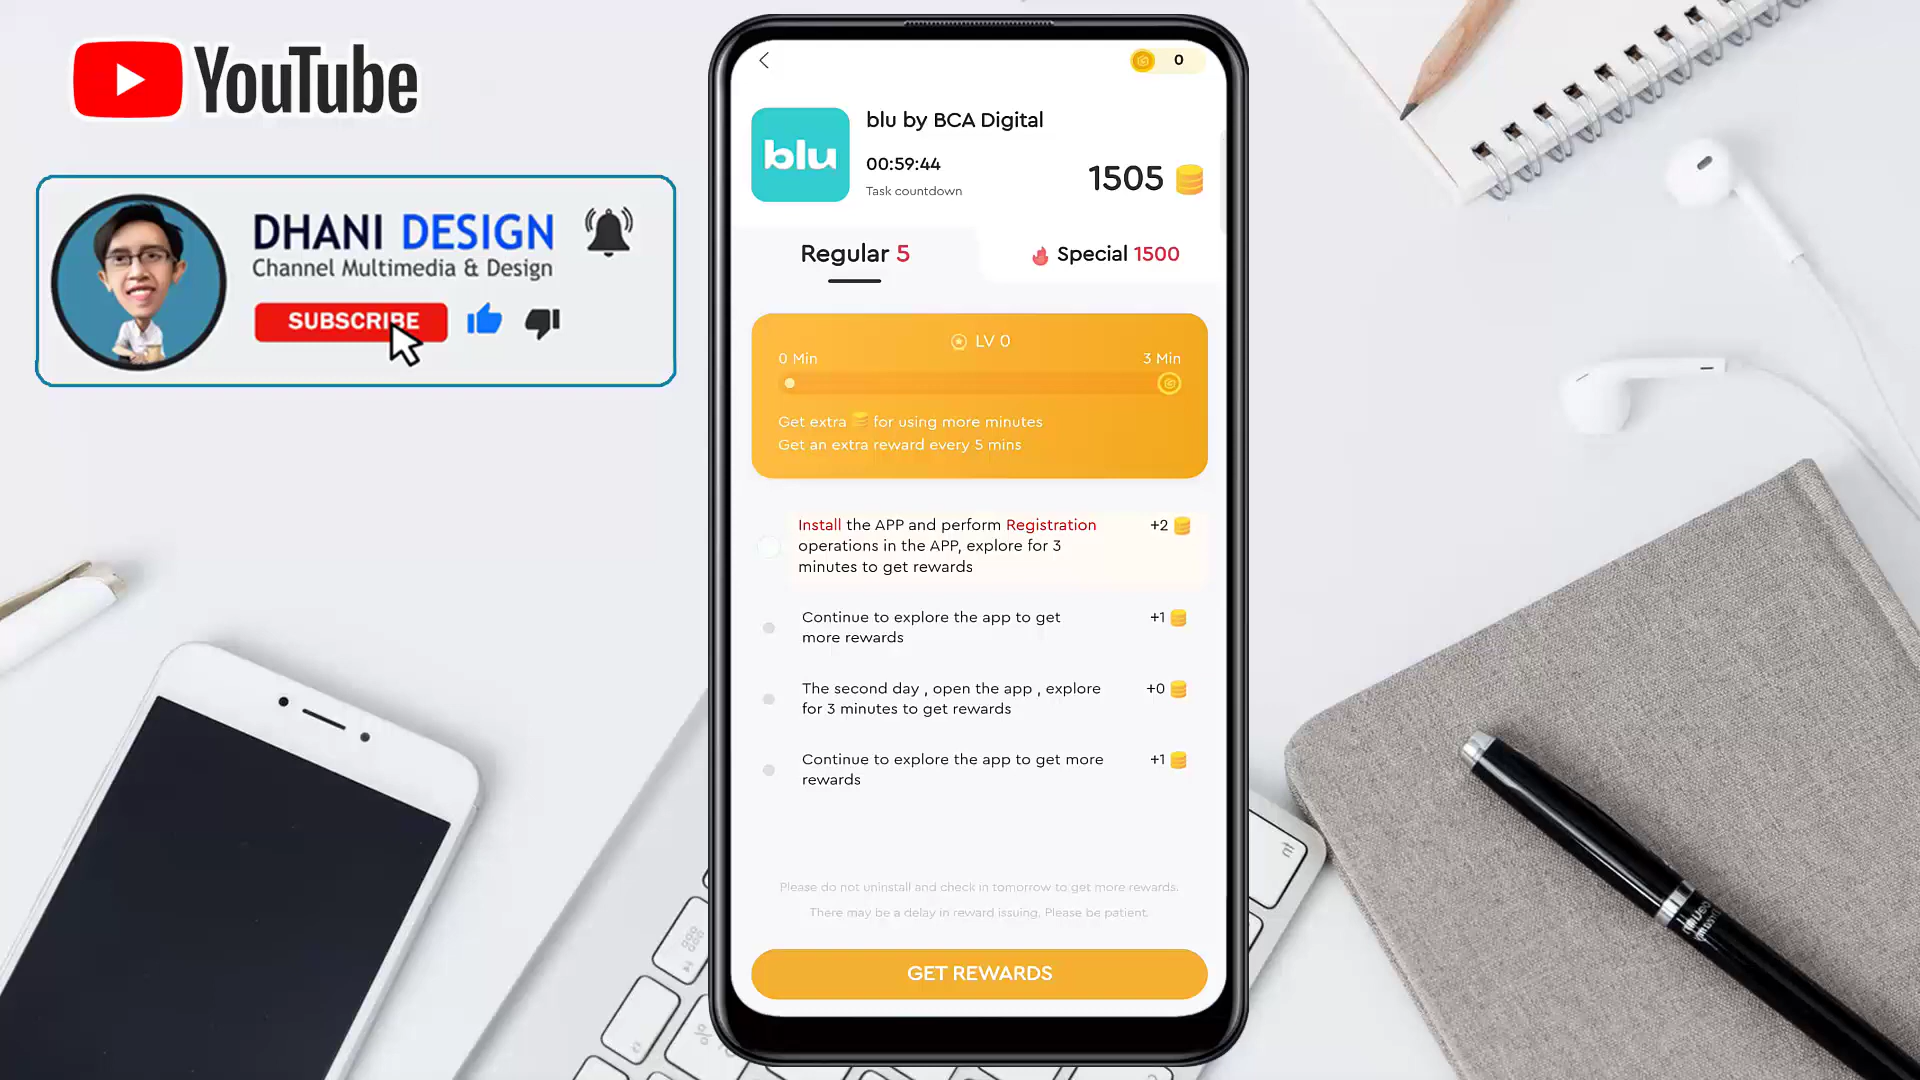 YouTube
DHANI DESIGN
Channel Multimedia & Design
SUBSCRIBE
0
blu
blu by BCA Digital
00:59:44
Task countdown
1505
Regular 5
Special 1500
LV 0
0 Min
3 Min
Get extra for using more minutes
Get an extra reward every 5 mins
Install the APP and perform Registration
operations in the APP, explore for 3
minutes to get rewards
+2
Continue to explore the app to get
more rewards
+1
The second day , open the app , explore
for 3 minutes to get rewards
+0
Continue to explore the app to get more
rewards
+1
Please do not uninstall and check in tomorrow to get more rewards.
There may be a delay in reward issuing. Please be patient.
GET REWARDS